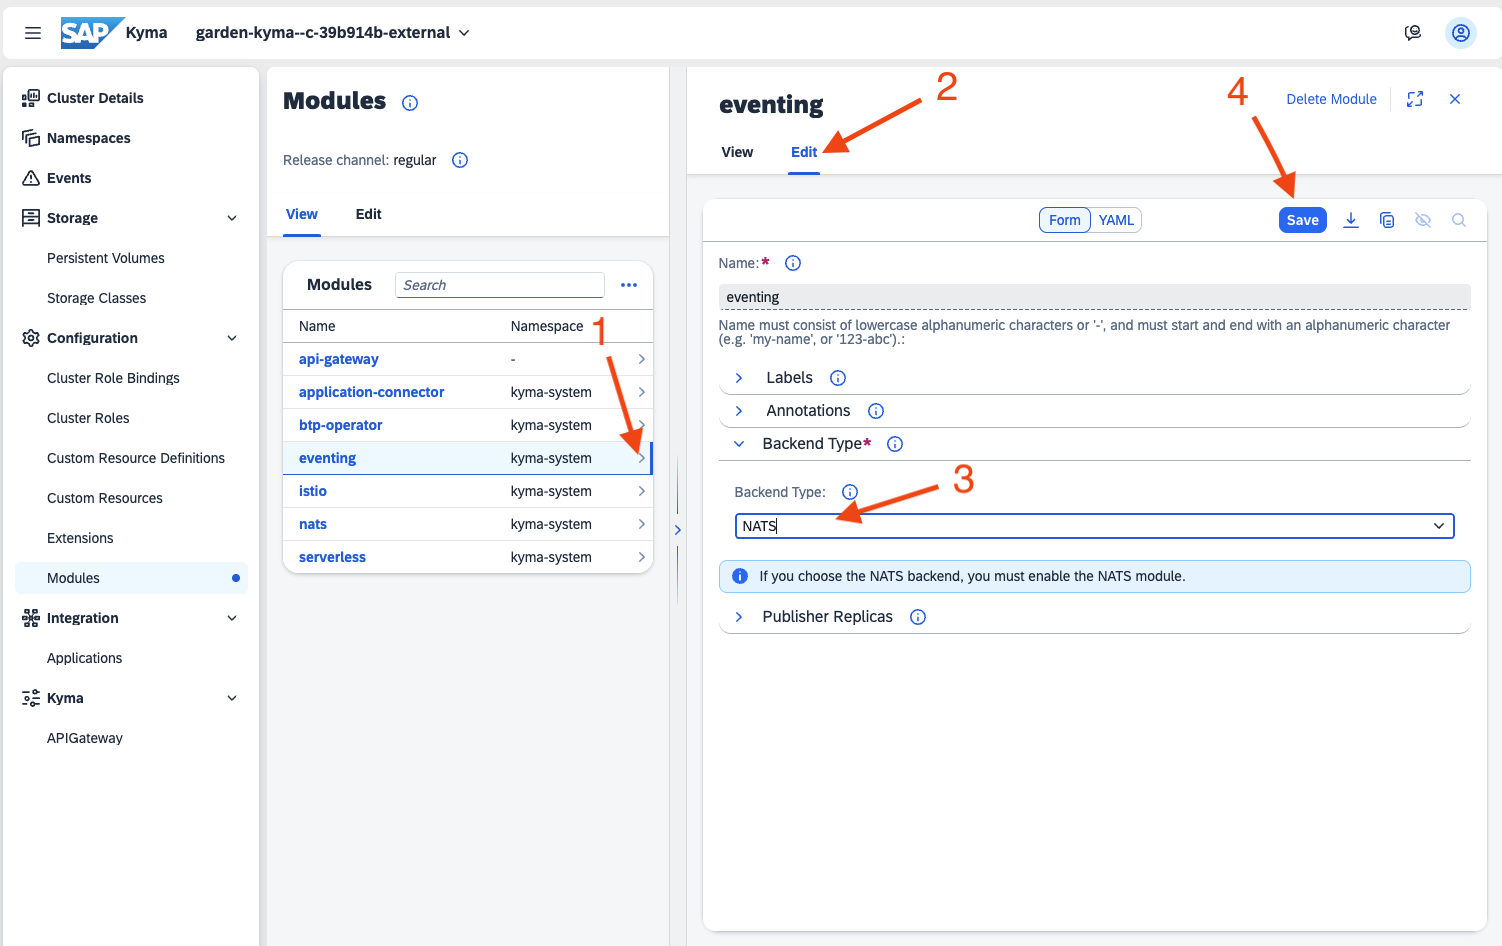 SAP Kyma garden-kyma--c-39b914b-external
Cluster Details
Namespaces
Events
Storage
Persistent Volumes
Storage Classes
Configuration
Cluster Role Bindings
Cluster Roles
Custom Resource Definitions
Custom Resources
Extensions
Modules
Integration
Applications
Kyma
APIGateway
Modules
Release channel: regular
View Edit
Modules Search
Name Namespace
1
api-gateway -
application-connector kyma-system
btp-operator kyma-system
eventing kyma-system
istio kyma-system
nats kyma-system
serverless kyma-system
eventing
2
4
Delete Module
View Edit
Form YAML Save
Name:*
eventing
Name must consist of lowercase alphanumeric characters or '-', and must start and end with an alphanumeric character
(e.g. 'my-name', or '123-abc').:
Labels
Annotations
Backend Type*
Backend Type:
3
NATS
If you choose the NATS backend, you must enable the NATS module.
Publisher Replicas